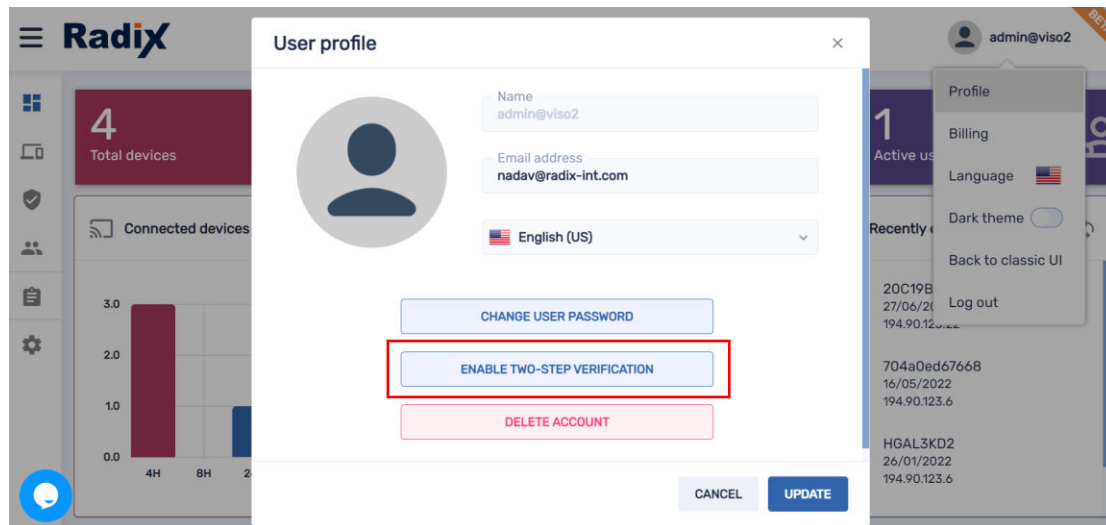 Radix
User profile
admin@viso2
Profile
Billing
Language
Dark theme
Back to classic UI
Log out
4
Total devices
Name
admin@viso2
Email address
nadav@radix-int.com
English (US)
CHANGE USER PASSWORD
ENABLE TWO-STEP VERIFICATION
DELETE ACCOUNT
CANCEL
UPDATE
Connected devices
3.0
2.0
1.0
0.0
4H
8H
1
Active us
Recently
20C19B
27/06/20
194.90.123.22
704a0ed67668
16/05/2022
194.90.123.6
HGAL3KD2
26/01/2022
194.90.123.6